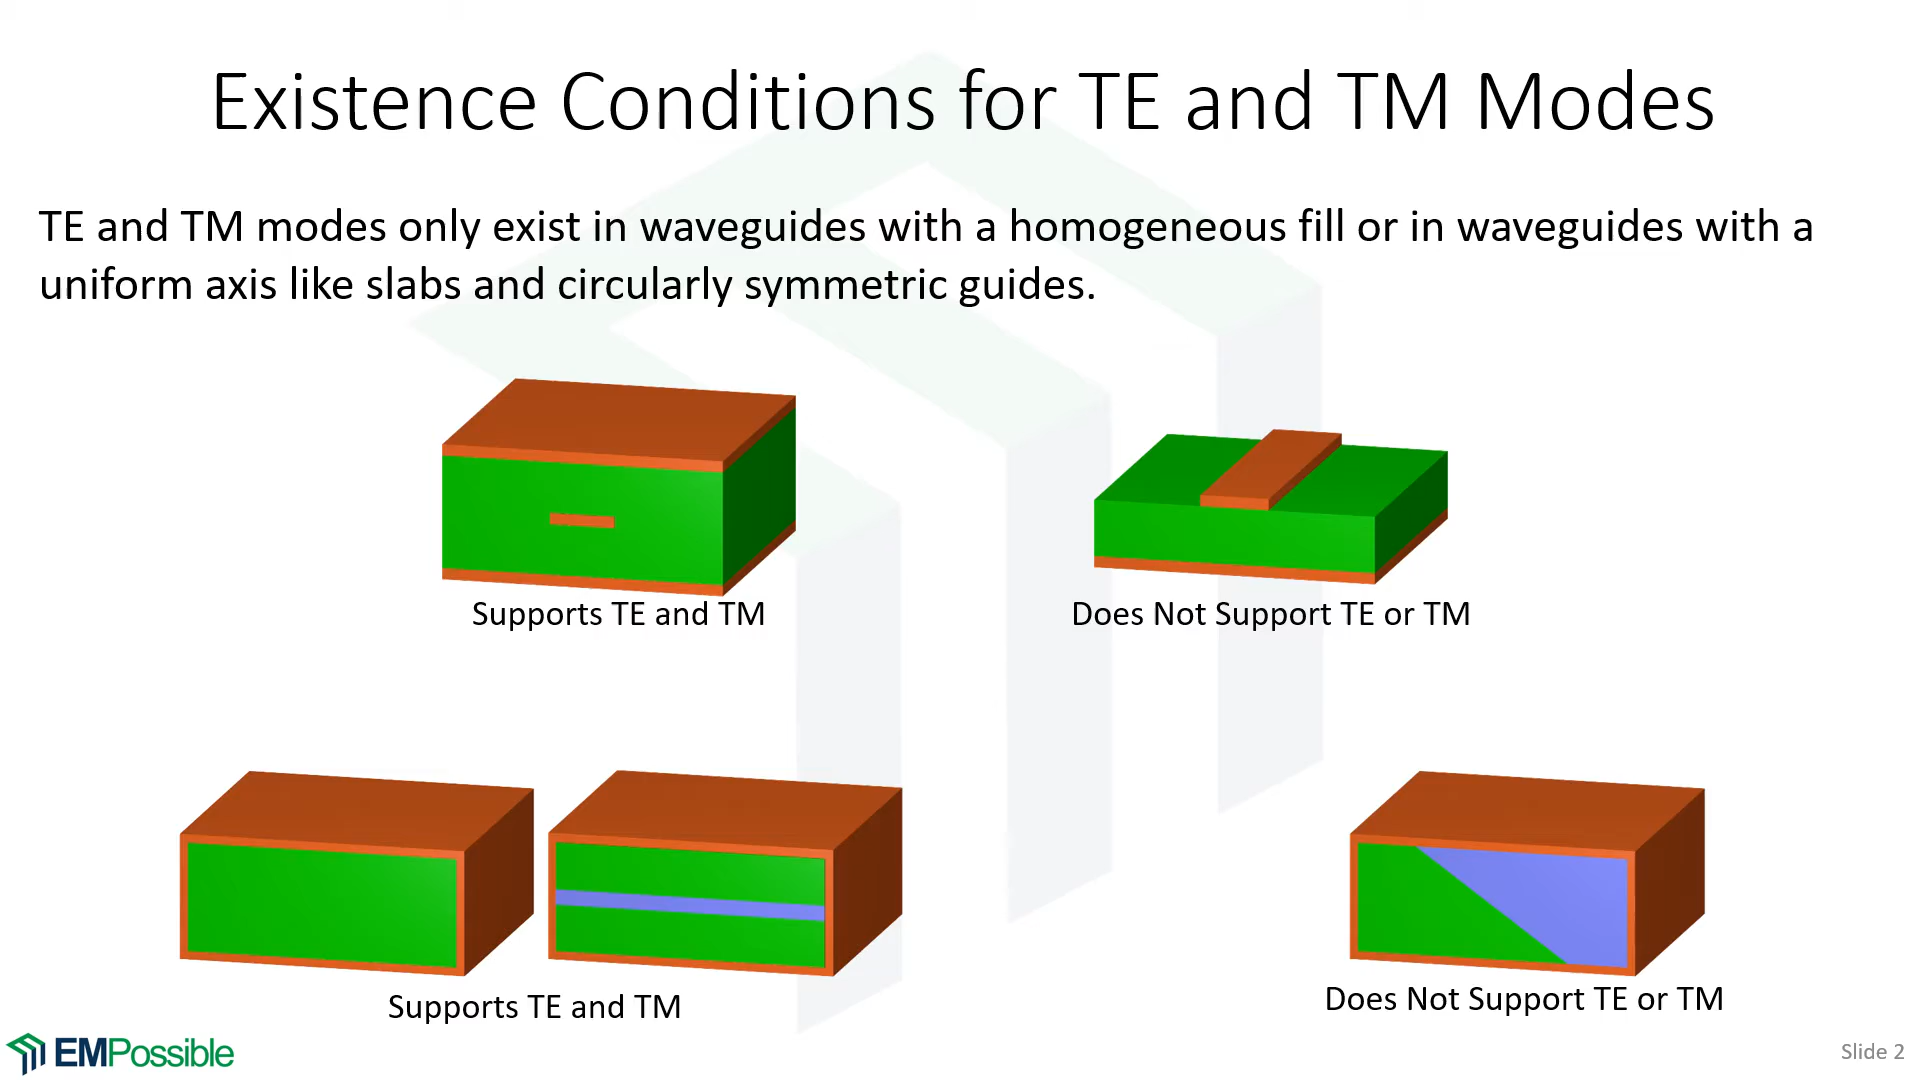 Existence Conditions for TE and TM Modes
TE and TM modes only exist in waveguides with a homogeneous fill or in waveguides with a
uniform axis like slabs and circularly symmetric guides.
Supports TE and TM
Does Not Support TE or TM
Supports TE and TM
Does Not Support TE or TM
EMPossible
Slide 2